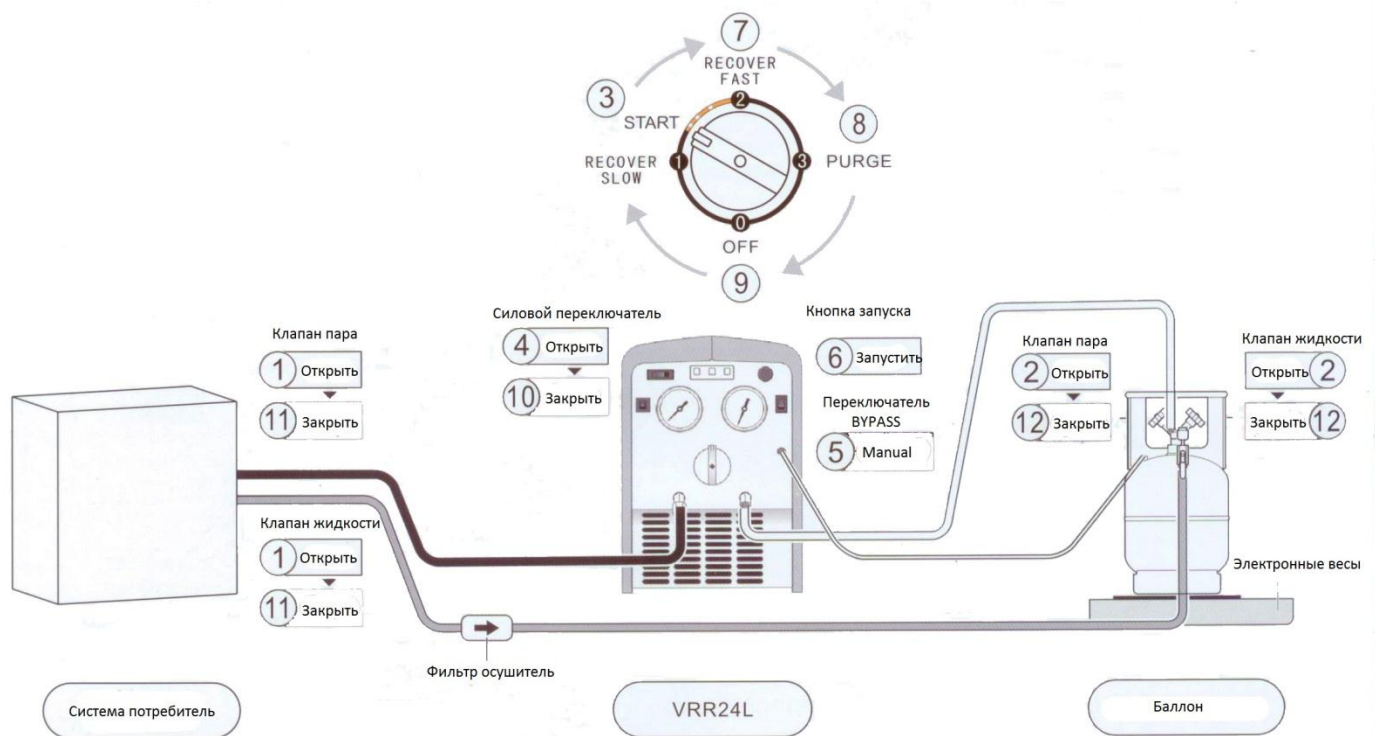 7
RECOVER
FAST
3
START
2
8
RECOVER
SLOW
1
3
PURGE
0
OFF
9
Клапан пара
1 Открыть
11 Закрыть
Силовой переключатель
4 Открыть
10 Закрыть
Кнопка запуска
6 Запустить
Переключатель
BYPASS
5 Manual
Клапан пара
2 Открыть
12 Закрыть
Клапан жидкости
Открыть 2
Закрыть 12
Клапан жидкости
1 Открыть
11 Закрыть
Электронные весы
Фильтр осушитель
Система потребитель
VRR24L
Баллон